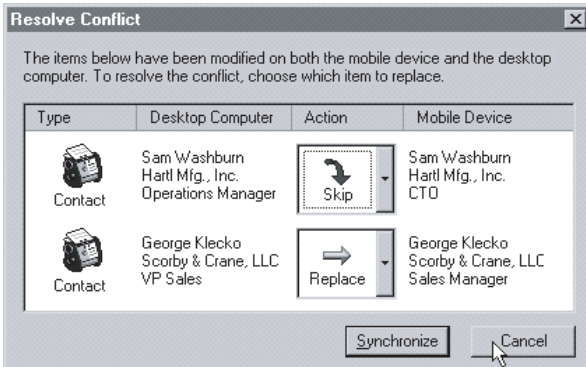 Resolve Conflict
The items below have been modified on both the mobile device and the desktop
computer. To resolve the conflict, choose which item to replace.
Type Desktop Computer Action Mobile Device
Contact
Sam Washburn
Hartl Mfg., Inc.
Operations Manager
Skip
Sam Washburn
Hartl Mfg., Inc.
CTO
Contact
George Klecko
Scorby & Crane, LLC
VP Sales
Replace
George Klecko
Scorby & Crane, LLC
Sales Manager
Synchronize Cancel